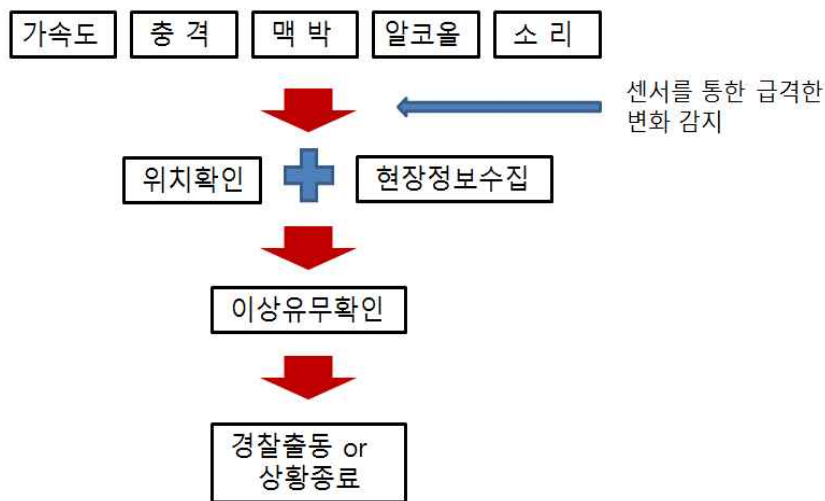 가속도 충 격 맥 박 알코올 소 리
센서를 통한 급격한
변화 감지
위치확인 현장정보수집
이상유무확인
경찰출동 or
상황종료